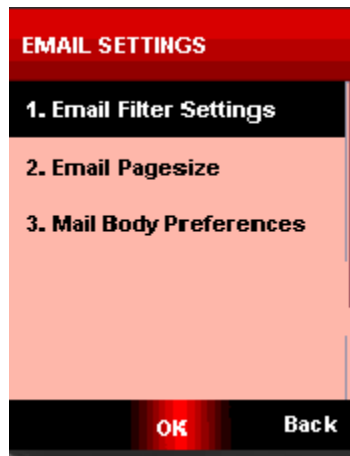 EMAIL SETTINGS
1. Email Filter Settings
2. Email Pagesize
3. Mail Body Preferences
OK Back